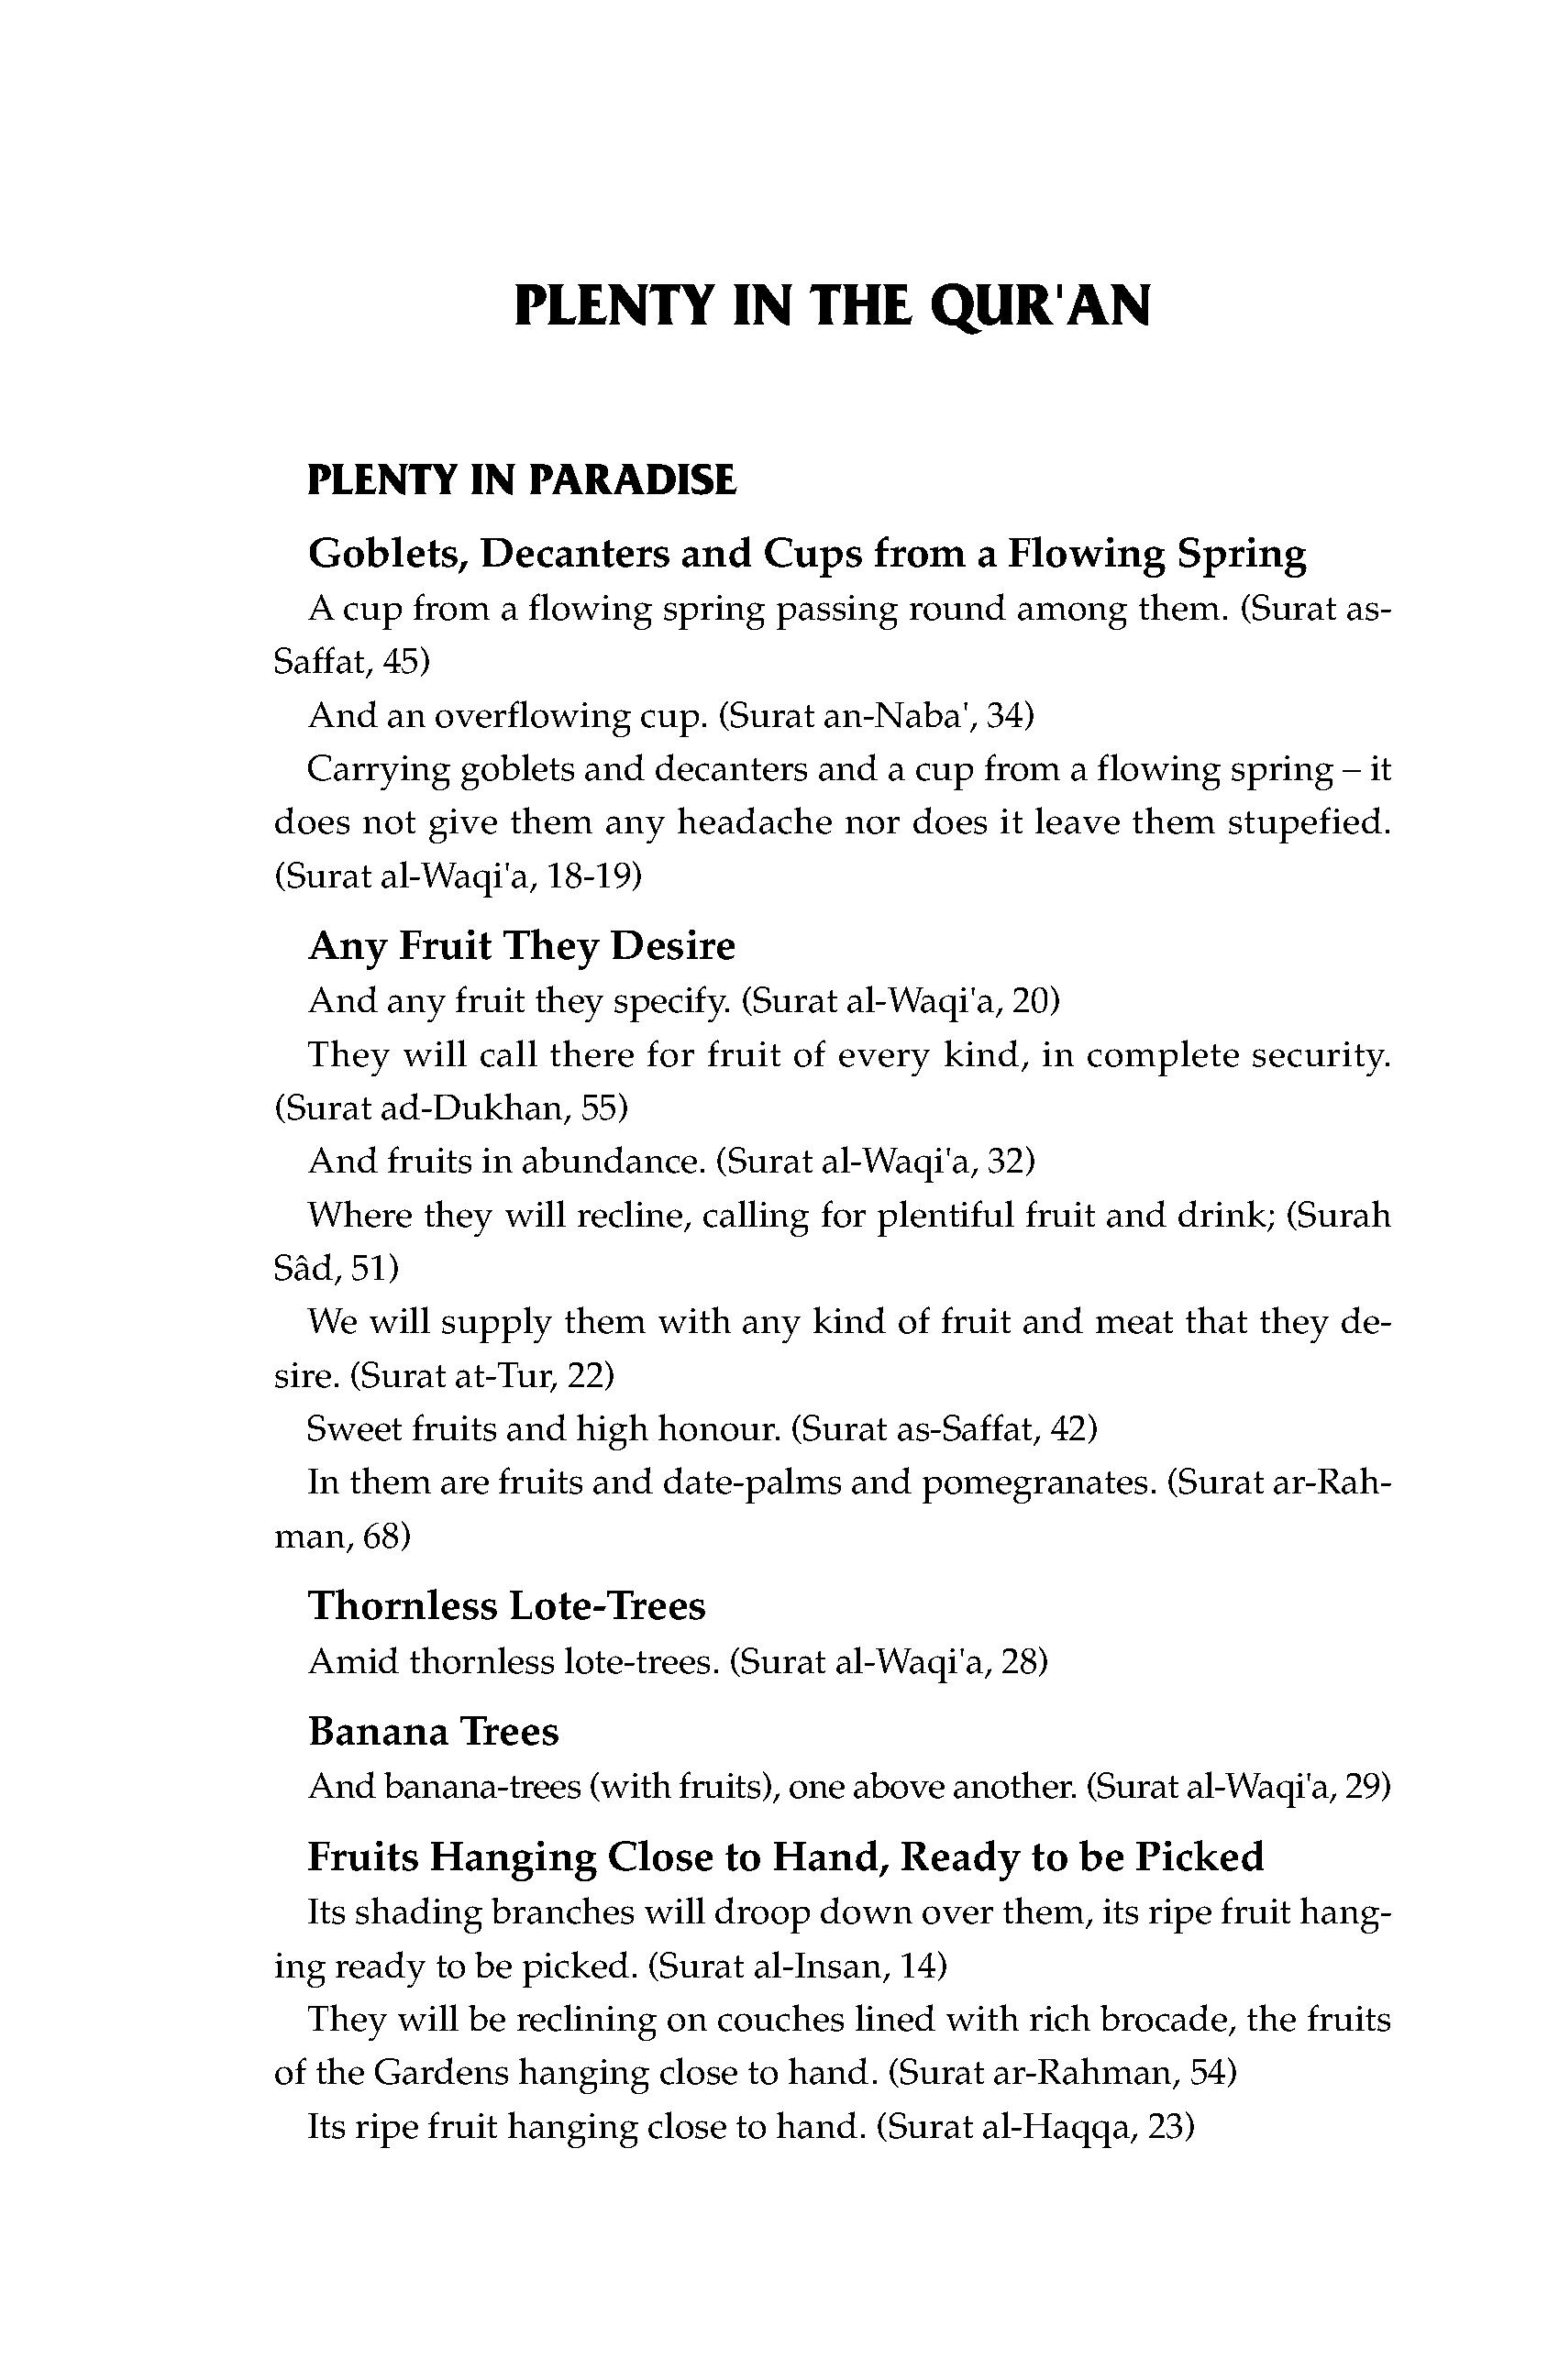 PLENTY IN THE QUR'AN
PLENTY IN PARADISE
Goblets, Decanters and Cups from a Flowing Spring
A cup from a flowing spring passing round among them. (Surat as-
Saffat, 45)
And an overflowing cup. (Surat an-Naba', 34)
Carrying goblets and decanters and a cup from a flowing spring – it
does not give them any headache nor does it leave them stupefied.
(Surat al-Waqi'a, 18-19)
Any Fruit They Desire
And any fruit they specify. (Surat al-Waqi'a, 20)
They will call there for fruit of every kind, in complete security.
(Surat ad-Dukhan, 55)
And fruits in abundance. (Surat al-Waqi'a, 32)
Where they will recline, calling for plentiful fruit and drink; (Surah
Sâd, 51)
We will supply them with any kind of fruit and meat that they de-
sire. (Surat at-Tur, 22)
Sweet fruits and high honour. (Surat as-Saffat, 42)
In them are fruits and date-palms and pomegranates. (Surat ar-Rah-
man, 68)
Thornless Lote-Trees
Amid thornless lote-trees. (Surat al-Waqi'a, 28)
Banana Trees
And banana-trees (with fruits), one above another. (Surat al-Waqi'a, 29)
Fruits Hanging Close to Hand, Ready to be Picked
Its shading branches will droop down over them, its ripe fruit hang-
ing ready to be picked. (Surat al-Insan, 14)
They will be reclining on couches lined with rich brocade, the fruits
of the Gardens hanging close to hand. (Surat ar-Rahman, 54)
Its ripe fruit hanging close to hand. (Surat al-Haqqa, 23)